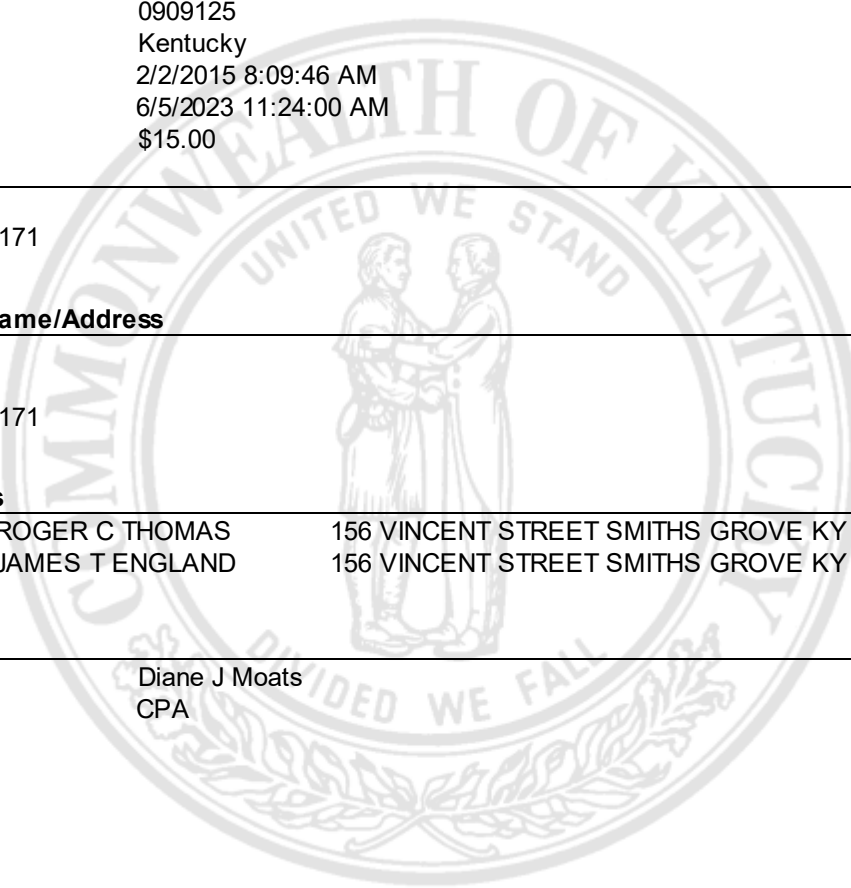 0909125
Kentucky
2/2/2015 8:09:46 AM
6/5/2023 11:24:00 AM
$15.00
171
ame/Address
171
s
ROGER C THOMAS 156 VINCENT STREET SMITHS GROVE KY
JAMES T ENGLAND 156 VINCENT STREET SMITHS GROVE KY
Diane J Moats
CPA
COMMONWEALTH OF KENTUCKY
UNITED WE STAND
DIVIDED WE FALL